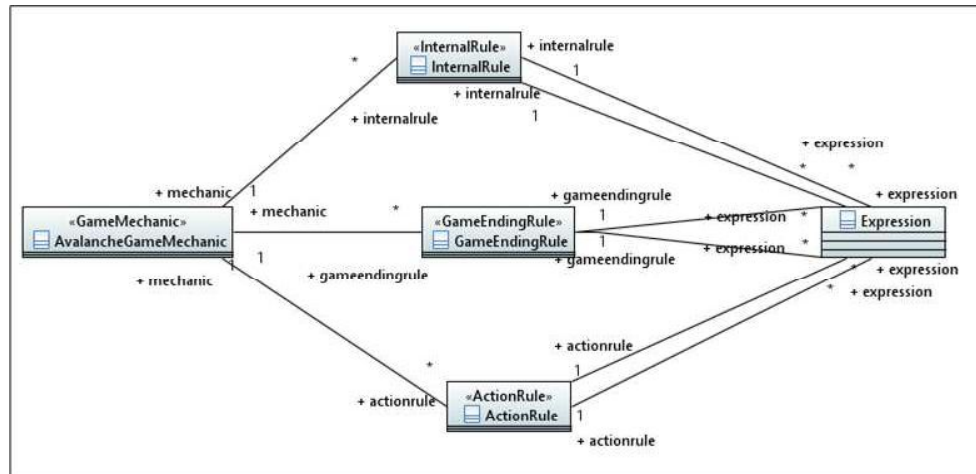 «InternalRule»
InternalRule
+ internalrule
1
*
+ internalrule
1
+ internalrule
+ expression
* *
+ mechanic
1
+ expression
+ gameendingrule
«GameMechanic»
AvalancheGameMechanic
+ mechanic
*
«GameEndingRule»
GameEndingRule
1
+ expression
*
Expression
1
1
1
+ expression
*
+ mechanic
+ gameendingrule
+ gameendingrule
*
+ expression
*
+ expression
+ actionrule
*
1
+ actionrule
«ActionRule»
ActionRule
1
+ actionrule